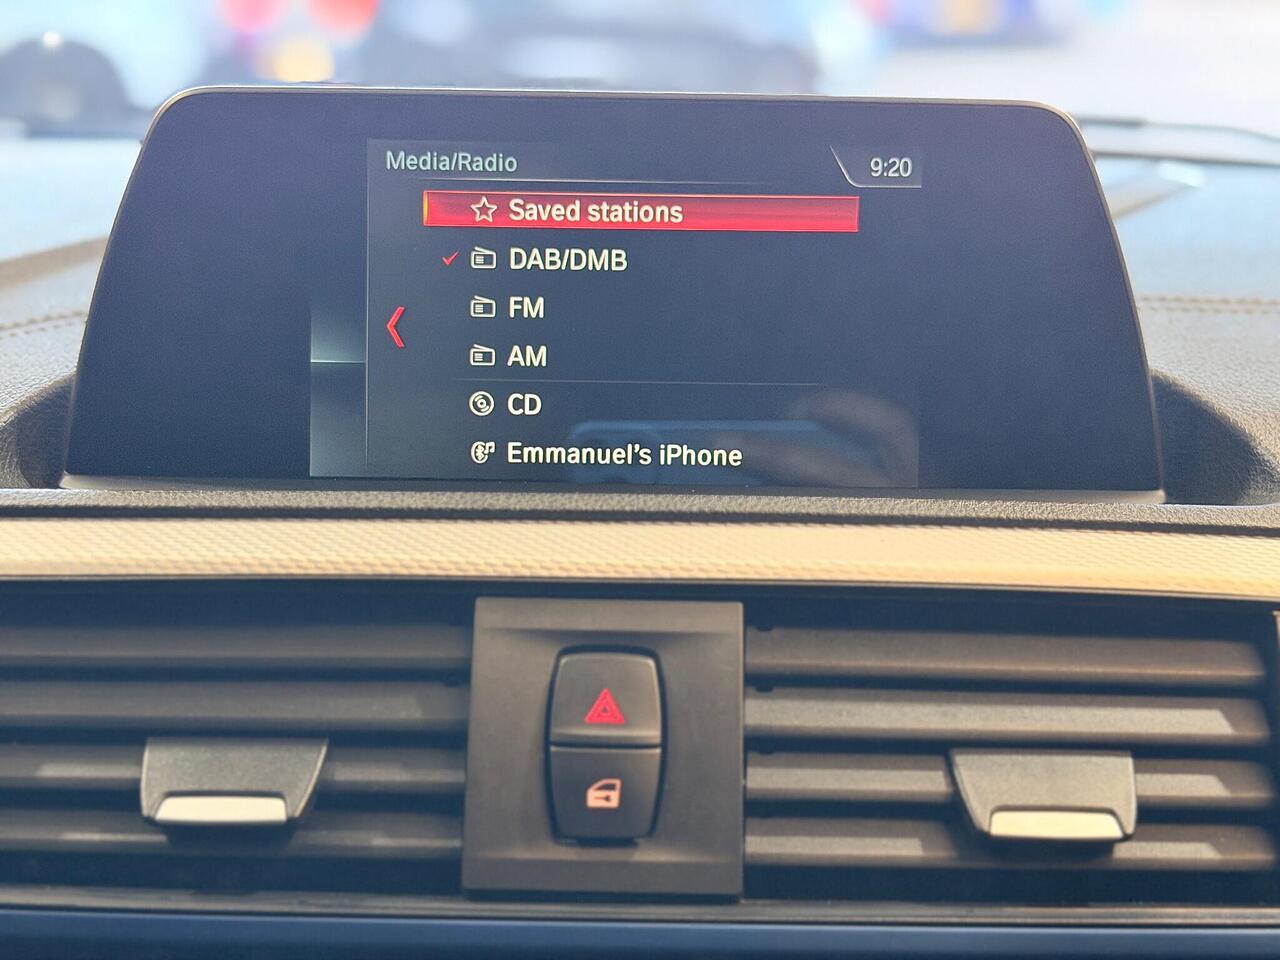 Media/Radio
9:20
Saved stations
DAB/DMB
FM
AM
CD
Emmanuel's iPhone